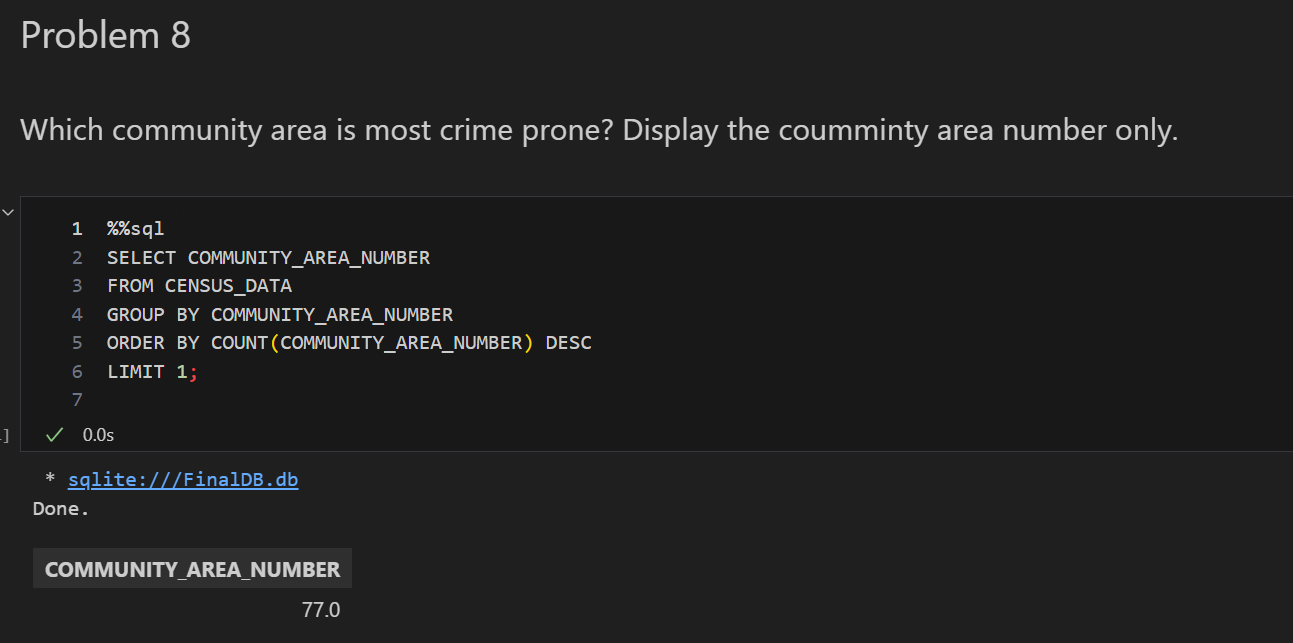 Problem 8
Which community area is most crime prone? Display the coumminty area number only.
1 %%sql
2 SELECT COMMUNITY_AREA_NUMBER
3 FROM CENSUS_DATA
4 GROUP BY COMMUNITY_AREA_NUMBER
5 ORDER BY COUNT(COMMUNITY_AREA_NUMBER) DESC
6 LIMIT 1;
7
] 0.0s
* sqlite:///FinalDB.db
Done.
COMMUNITY_AREA_NUMBER
77.0